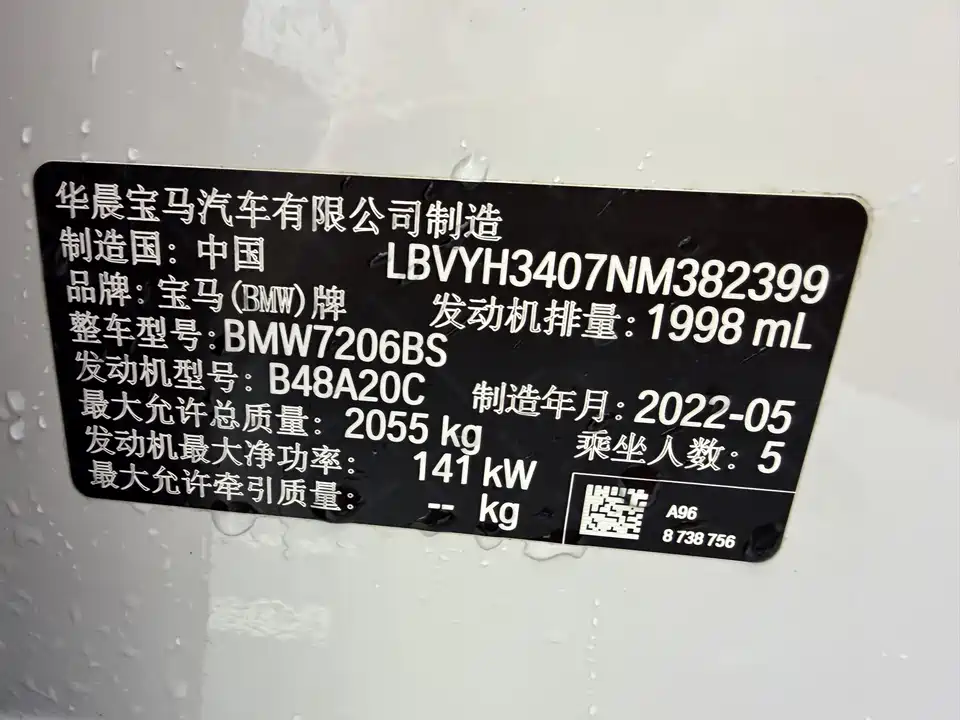 华晨宝马汽车有限公司制造
制造国：中国 LBVYH3407NM382399
品牌：宝马(BMW)牌 发动机排量：1998 mL
整车型号：BMW7206BS
发动机型号：B48A20C 制造年月：2022-05
最大允许总质量：2055 kg 乘坐人数：5
发动机最大净功率：141 kW
最大允许牵引质量：-- kg
A96
8 738 756